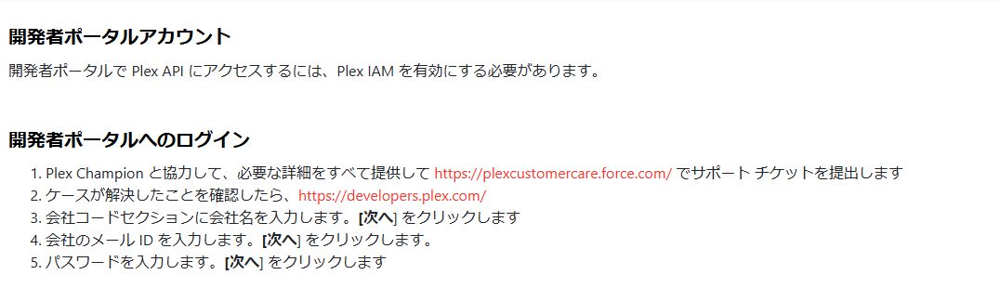 開発者ポータルアカウント
開発者ポータルで Plex API にアクセスするには、Plex IAM を有効にする必要があります。
開発者ポータルへのログイン
1. Plex Champion と協力して、必要な詳細をすべて提供して https://plexcustomercare.force.com/ でサポート チケットを提出します
2. ケースが解決したことを確認したら、https://developers.plex.com/
3. 会社コードセクションに会社名を入力します。[次へ] をクリックします
4. 会社のメール ID を入力します。[次へ] をクリックします。
5. パスワードを入力します。[次へ] をクリックします